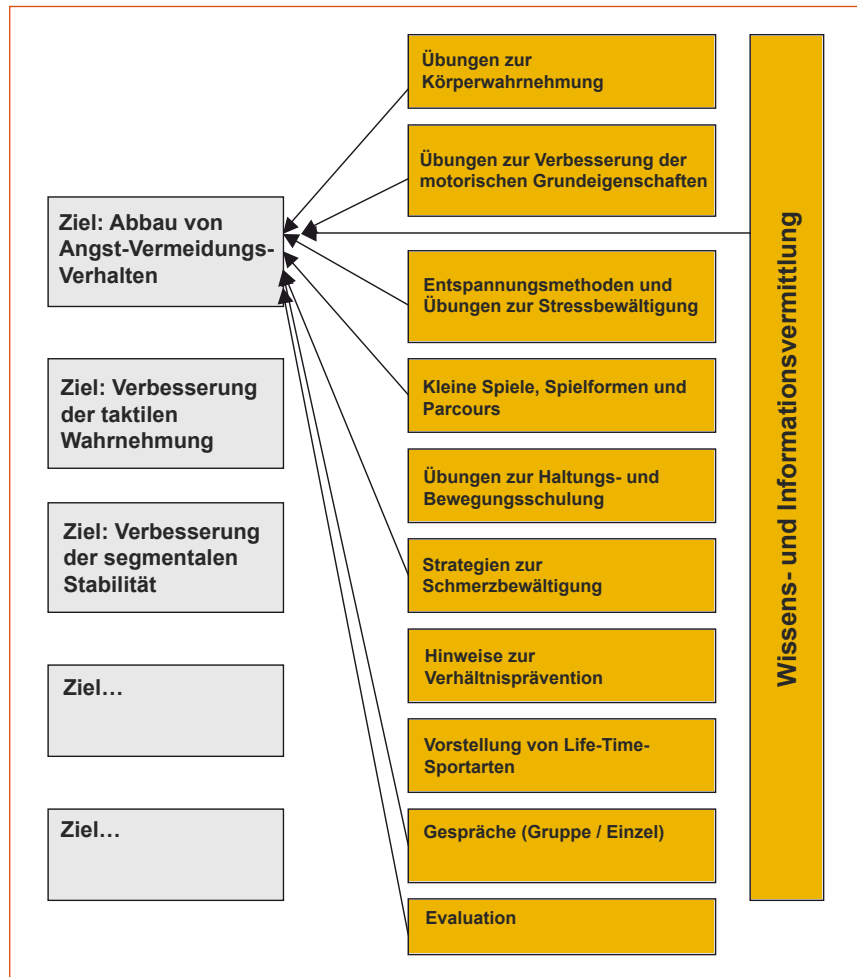 Ziel: Abbau von
Angst-Vermeidungs-
Verhalten
Ziel: Verbesserung
der taktilen
Wahrnehmung
Ziel: Verbesserung
der segmentalen
Stabilität
Ziel…
Ziel…
Übungen zur
Körperwahrnehmung
Übungen zur Verbesserung der
motorischen Grundeigenschaften
Entspannungsmethoden und
Übungen zur Stressbewältigung
Kleine Spiele, Spielformen und
Parcours
Übungen zur Haltungs- und
Bewegungsschulung
Strategien zur
Schmerzbewältigung
Hinweise zur
Verhältnisprävention
Vorstellung von Life-Time-
Sportarten
Gespräche (Gruppe / Einzel)
Evaluation
Wissens- und Informationsvermittlung